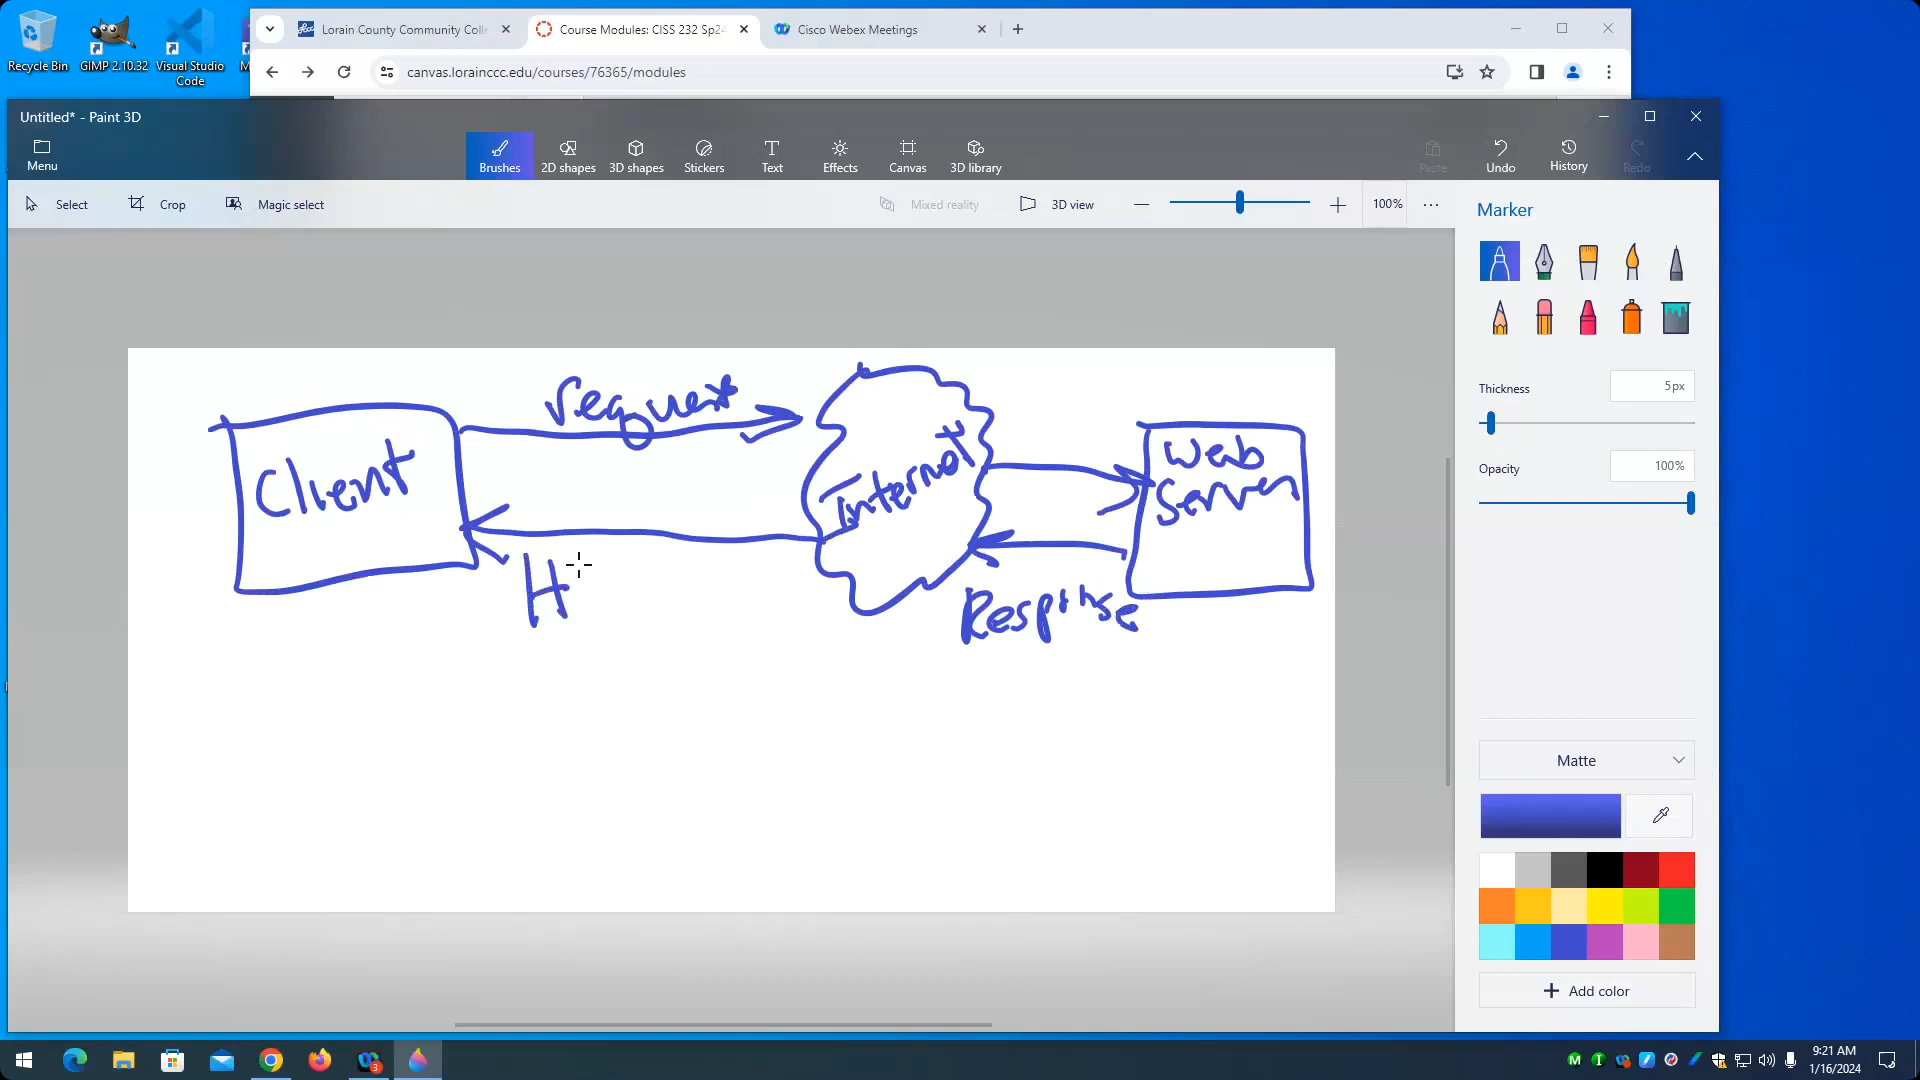 Recycle Bin
GIMP 2.10.32
Visual Studio
Code
Lorain County Community Coll
Course Modules: CISS 232 Sp24
Cisco Webex Meetings
canvas.lorainccc.edu/courses/76365/modules
Untitled* - Paint 3D
Menu
Brushes
2D shapes
3D shapes
Stickers
Text
Effects
Canvas
3D library
Paste
Undo
History
Redo
Select
Crop
Magic select
Mixed reality
3D view
100%
Marker
Thickness
5px
Opacity
100%
Matte
Add color
request
Client
Internet
Web
Server
H
Response
9:21 AM
1/16/2024